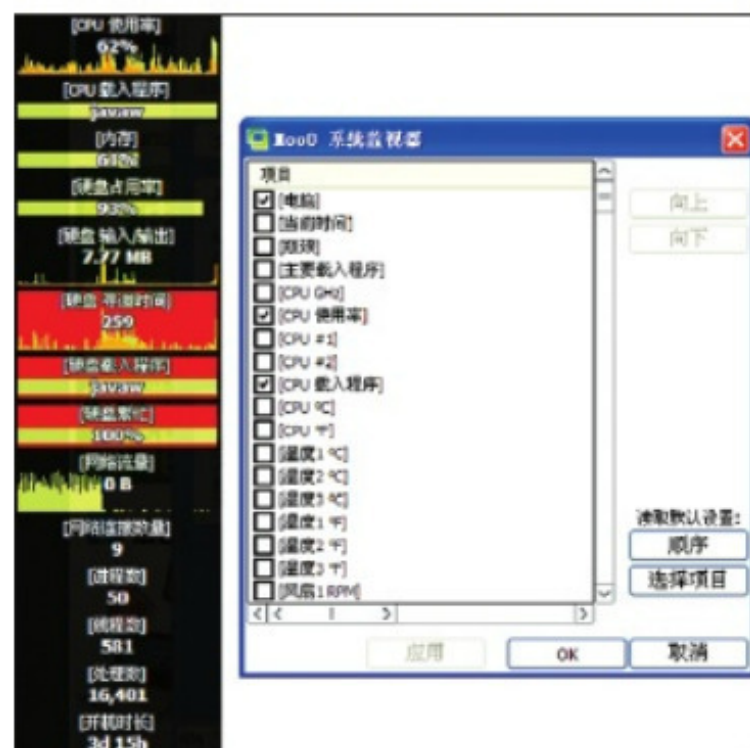 [CPU 使用率]
62%
[CPU 载入程序]
javaw
[内存]
61%
[硬盘占用率]
93%
[硬盘 输入/输出]
7.77 MB
[硬盘 寻道时间]
259
[硬盘载入程序]
javaw
[硬盘繁忙]
100%
[网络流量]
0 B
[网络连接数量]
9
[进程数]
50
[线程数]
581
[处理数]
16,401
[开机时长]
3d 15h
MooO 系统监视器
项目
[电脑]
[当前时间]
[眼球]
[主要载入程序]
[CPU GHz]
[CPU 使用率]
[CPU #1]
[CPU #2]
[CPU 载入程序]
[CPU ℃]
[CPU ℉]
[温度1 ℃]
[温度2 ℃]
[温度3 ℃]
[温度1 ℉]
[温度2 ℉]
[温度3 ℉]
[风扇1 RPM]
向上
向下
读取默认设置:
顺序
选择项目
应用
OK
取消